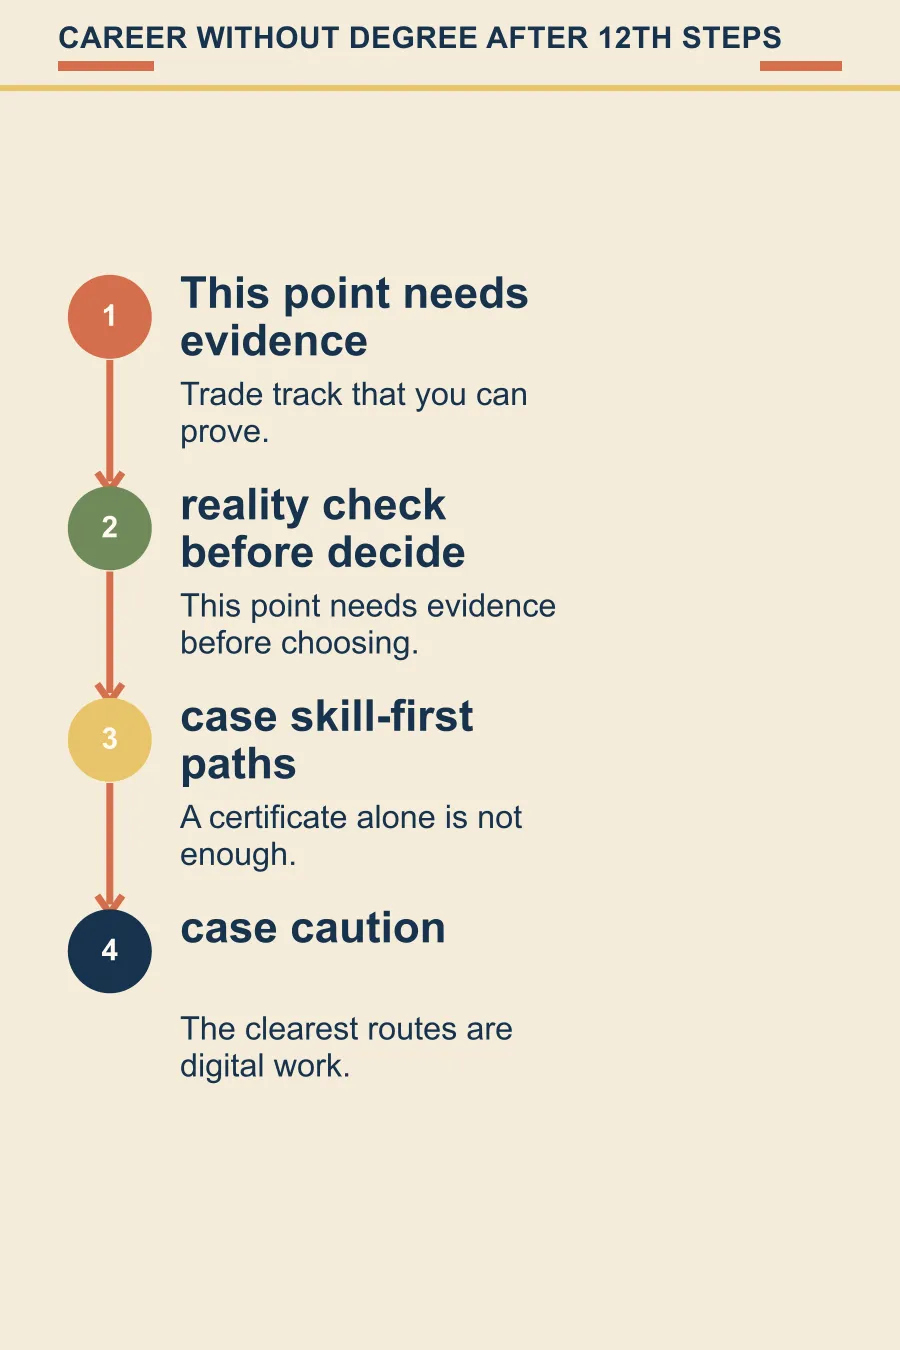 CAREER WITHOUT DEGREE AFTER 12TH STEPS
1
This point needs
evidence
Trade track that you can
prove.
2
reality check
before decide
This point needs evidence
before choosing.
3
case skill-first
paths
A certificate alone is not
enough.
4
case caution
The clearest routes are
digital work.